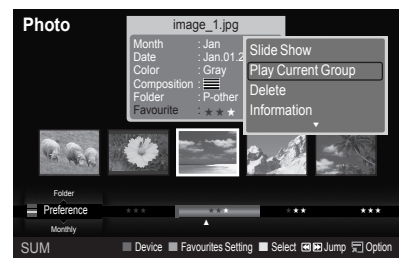 Photo
image_1.jpg
Month : Jan
Date : Jan.01.2
Color : Gray
Composition :
Folder : P-other
Favourite : ★ ★ ★
Slide Show
Play Current Group
Delete
Information
▼
Folder
Preference ★★★ ★★★ ★★★ ★★★
Monthly
▲
SUM Device Favourites Setting Select Jump Option